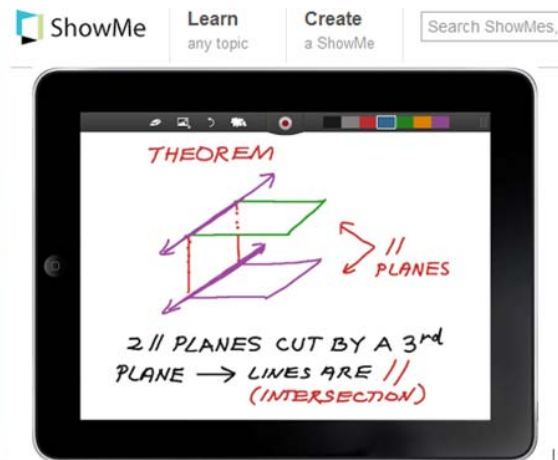 ShowMe
Learn
any topic
Create
a ShowMe
Search ShowMes,
THEOREM
//
PLANES
2 // PLANES CUT BY A 3rd
PLANE → LINES ARE //
(INTERSECTION)